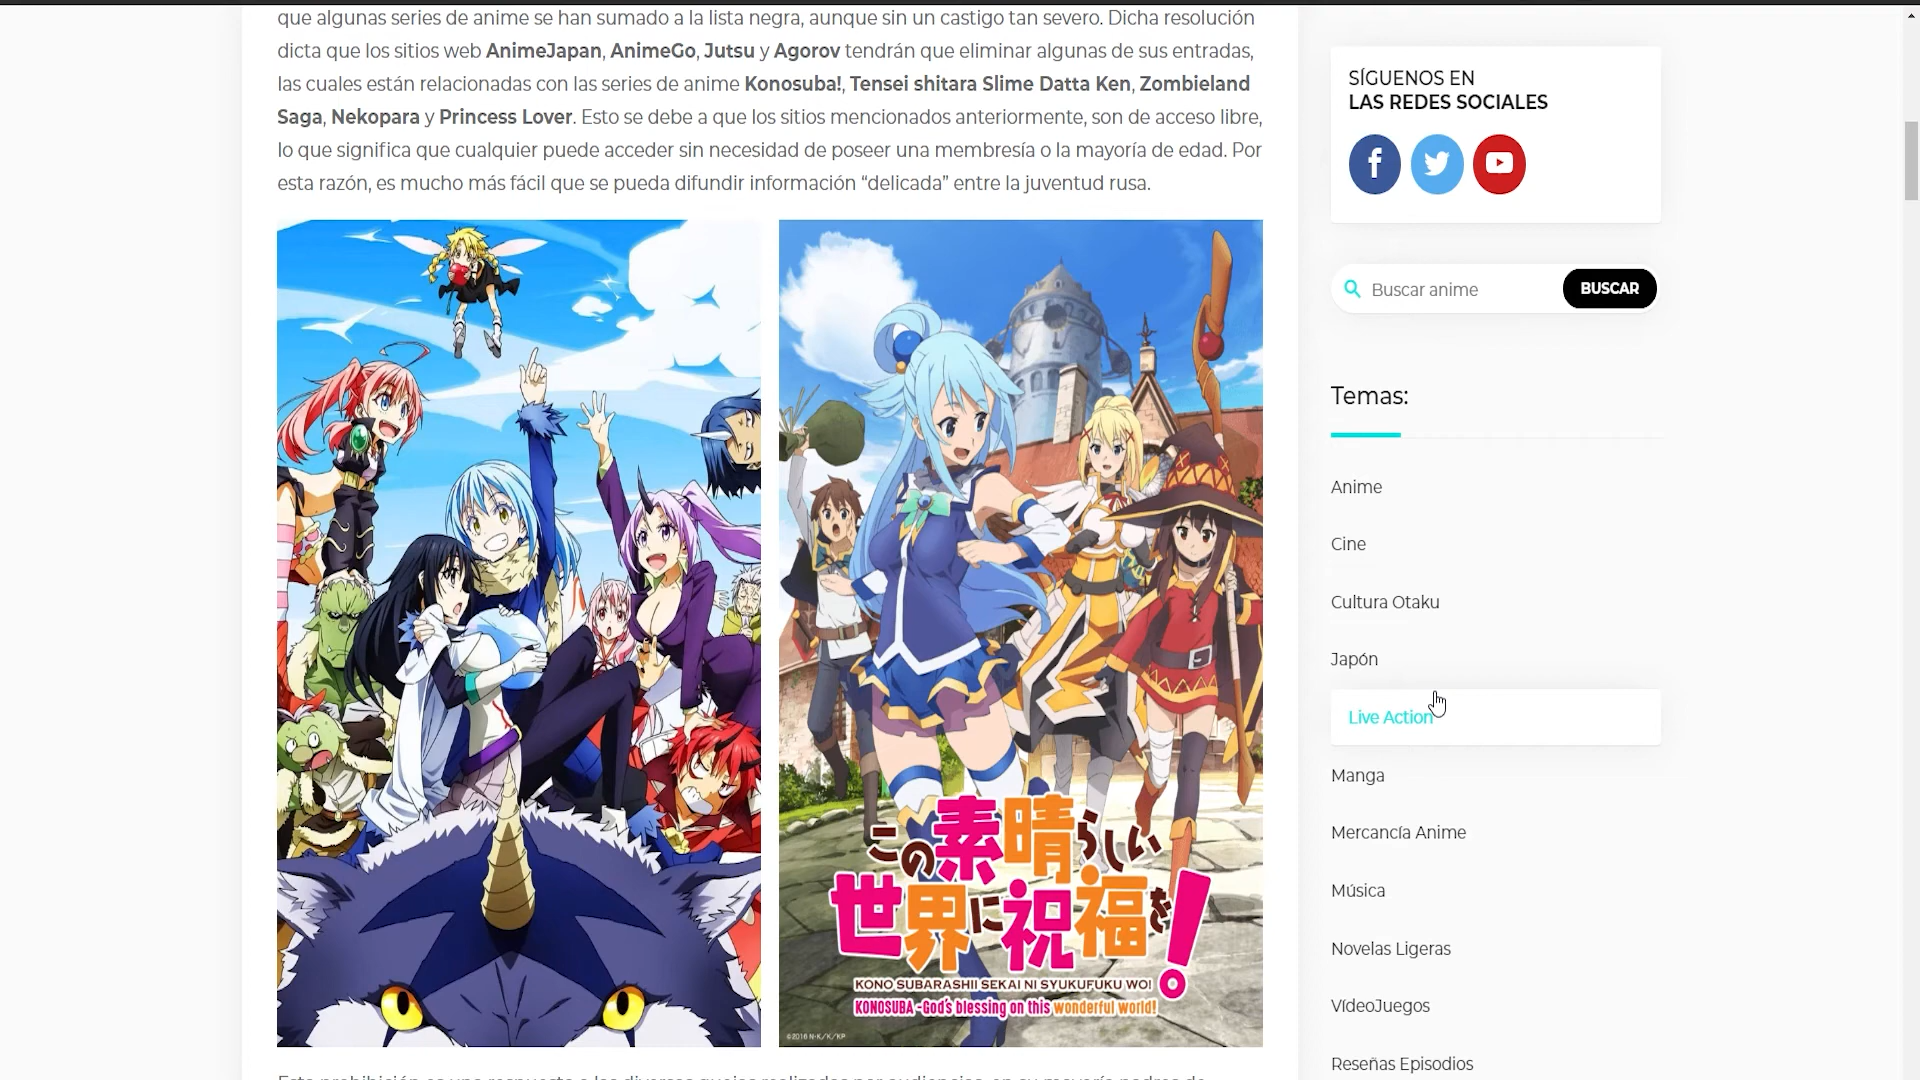 que algunas series de anime se han sumado a la lista negra, aunque sin un castigo tan severo. Dicha resolución
dicta que los sitios web AnimeJapan, AnimeGo, Jutsu y Agorov tendrán que eliminar algunas de sus entradas,
las cuales están relacionadas con las series de anime Konosuba!, Tensei shitara Slime Datta Ken, Zombieland
Saga, Nekopara y Princess Lover. Esto se debe a que los sitios mencionados anteriormente, son de acceso libre,
lo que significa que cualquier puede acceder sin necesidad de poseer una membresía o la mayoría de edad. Por
esta razón, es mucho más fácil que se pueda difundir información “delicada” entre la juventud rusa.
この素晴らしい
世界に祝福を!
KONO SUBARASHII SEKAI NI SYUKUFUKU WO!
KONOSUBA -God's blessing on this wonderful world!
SÍGUENOS EN
LAS REDES SOCIALES
Buscar anime
BUSCAR
Temas:
Anime
Cine
Cultura Otaku
Japón
Live Action
Manga
Mercancía Anime
Música
Novelas Ligeras
VídeoJuegos
Reseñas Episodios